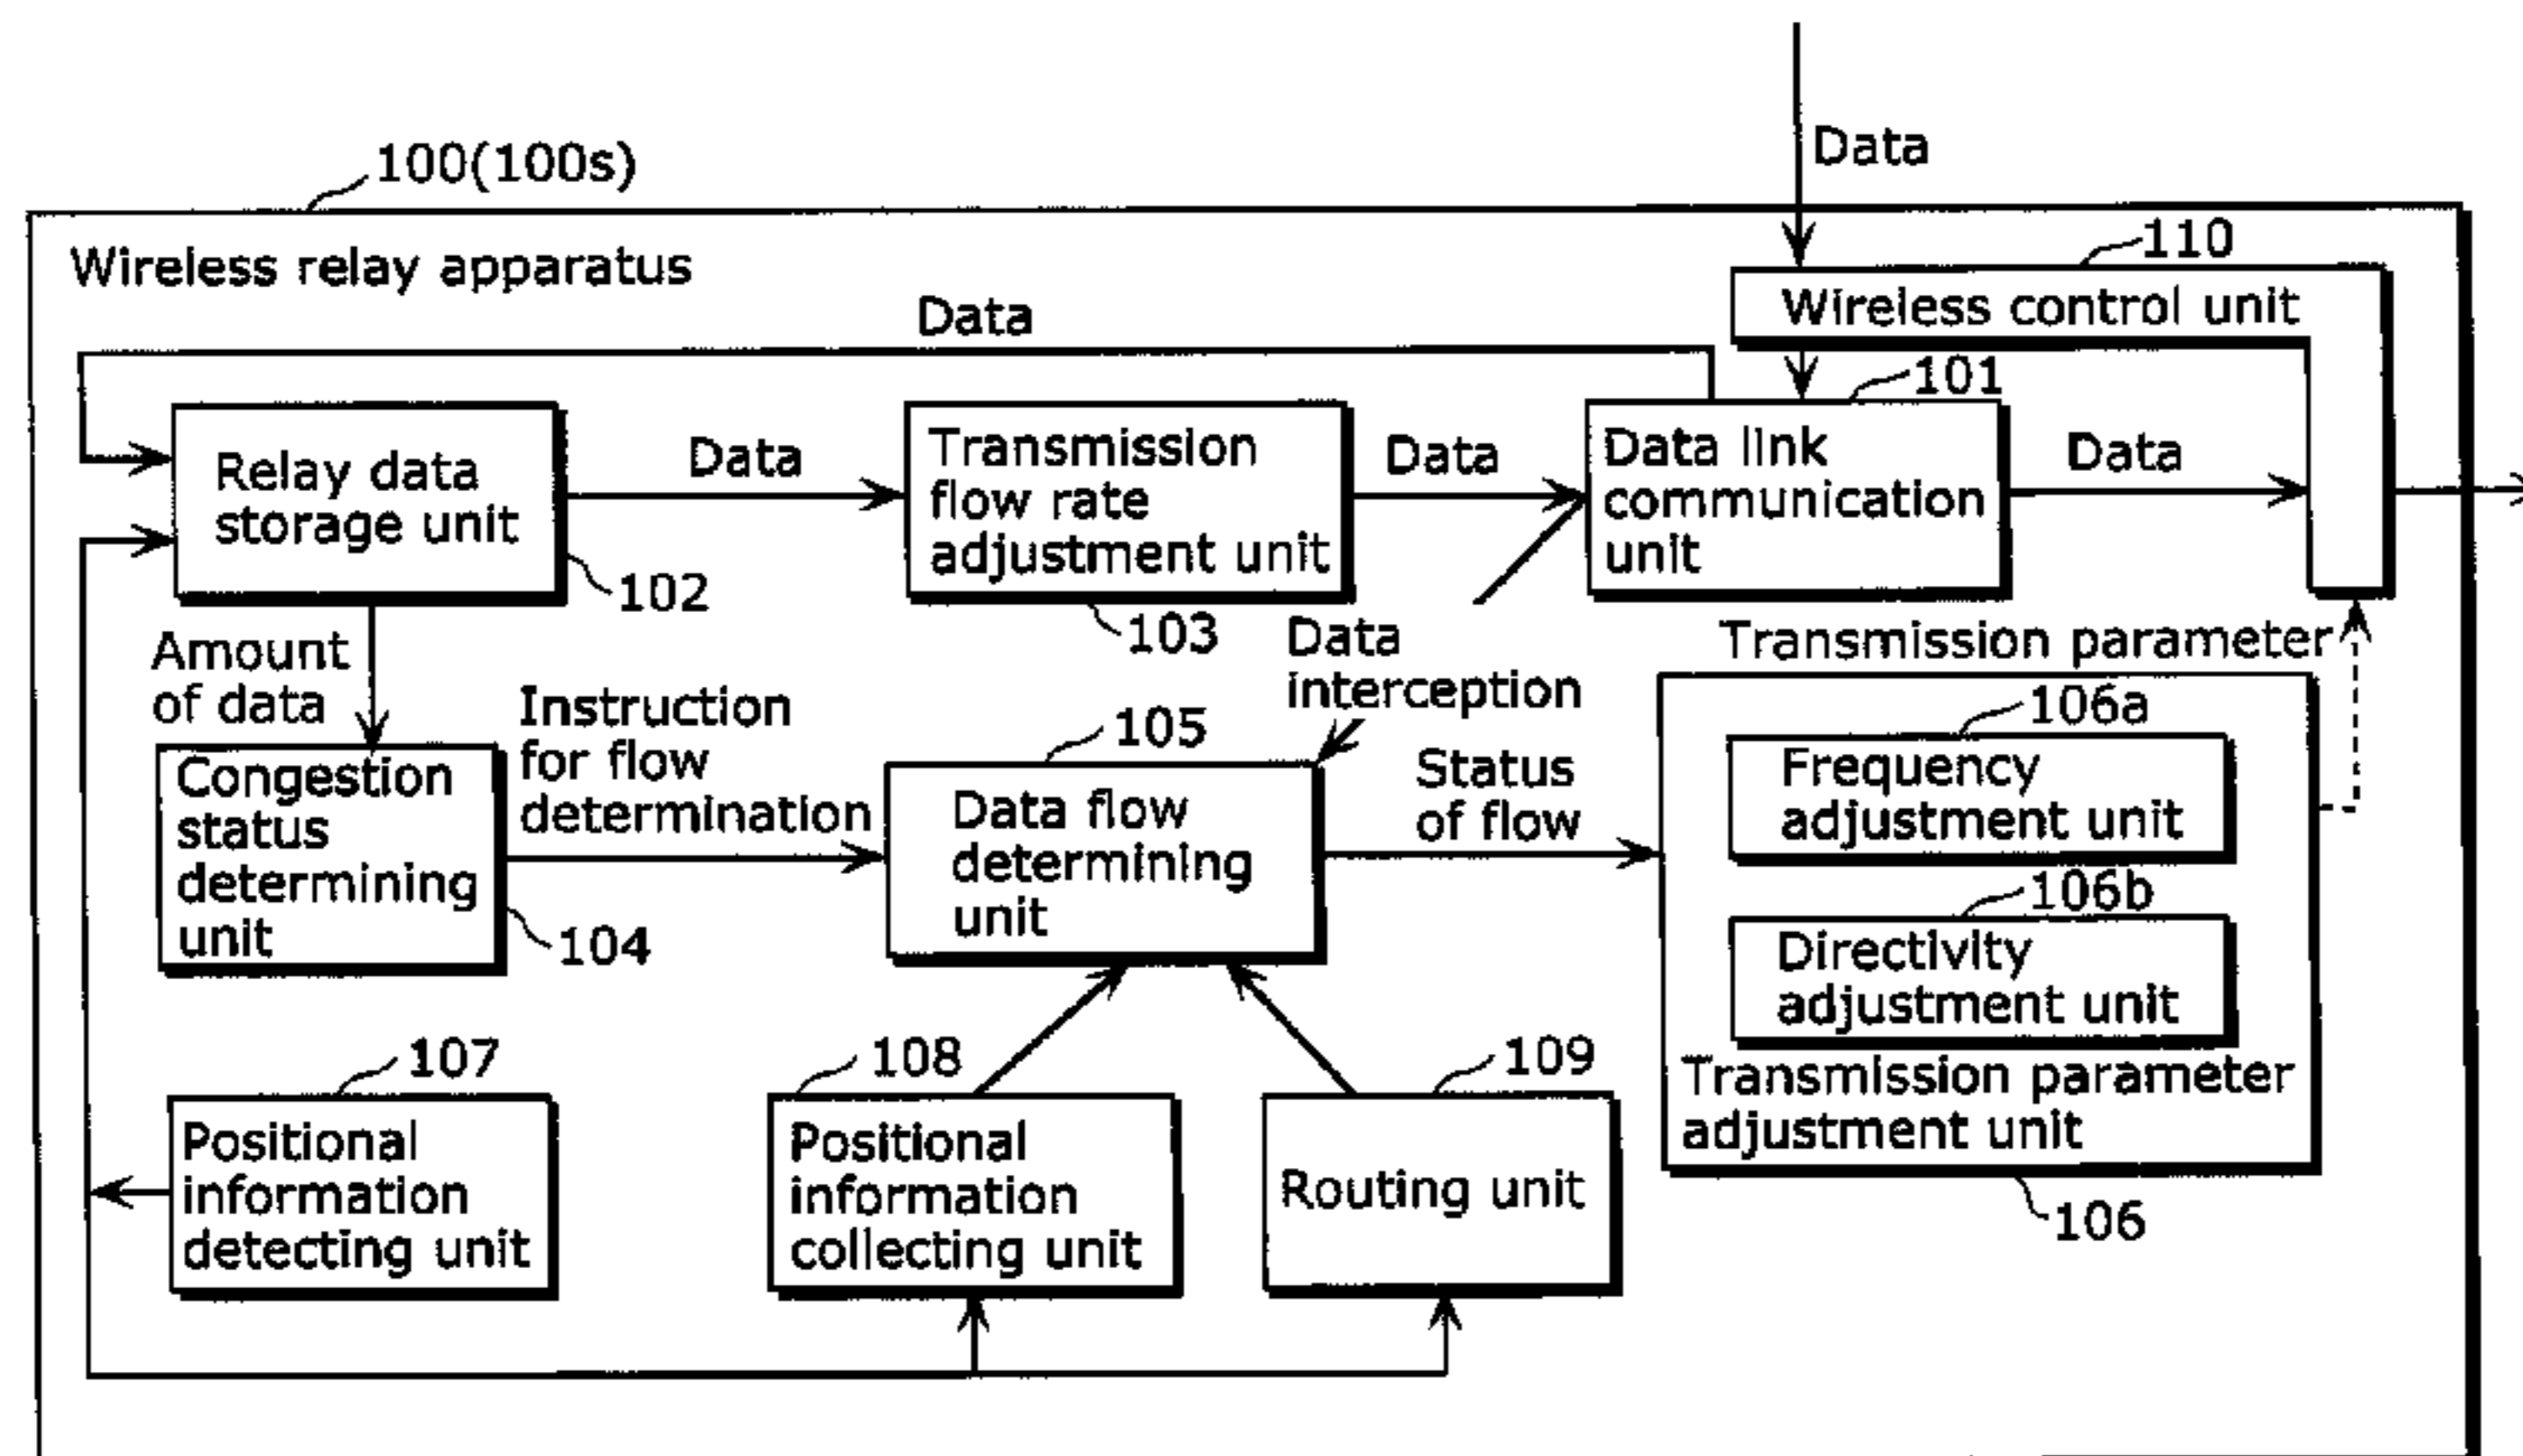 Data
100(100s)
Wireless relay apparatus
110
Wireless control unit
Data
101
Relay data
storage unit
102
Data
Transmission
flow rate
adjustment unit
103
Data
Data link
communication
unit
Data
Amount
of data
Instruction
for flow
determination
Data
interception
Transmission parameter
Congestion
status
determining
unit
104
105
Data flow
determining
unit
Status
of flow
106a
Frequency
adjustment unit
106b
Directivity
adjustment unit
Transmission parameter
adjustment unit
106
107
Positional
information
detecting unit
108
Positional
information
collecting unit
109
Routing unit